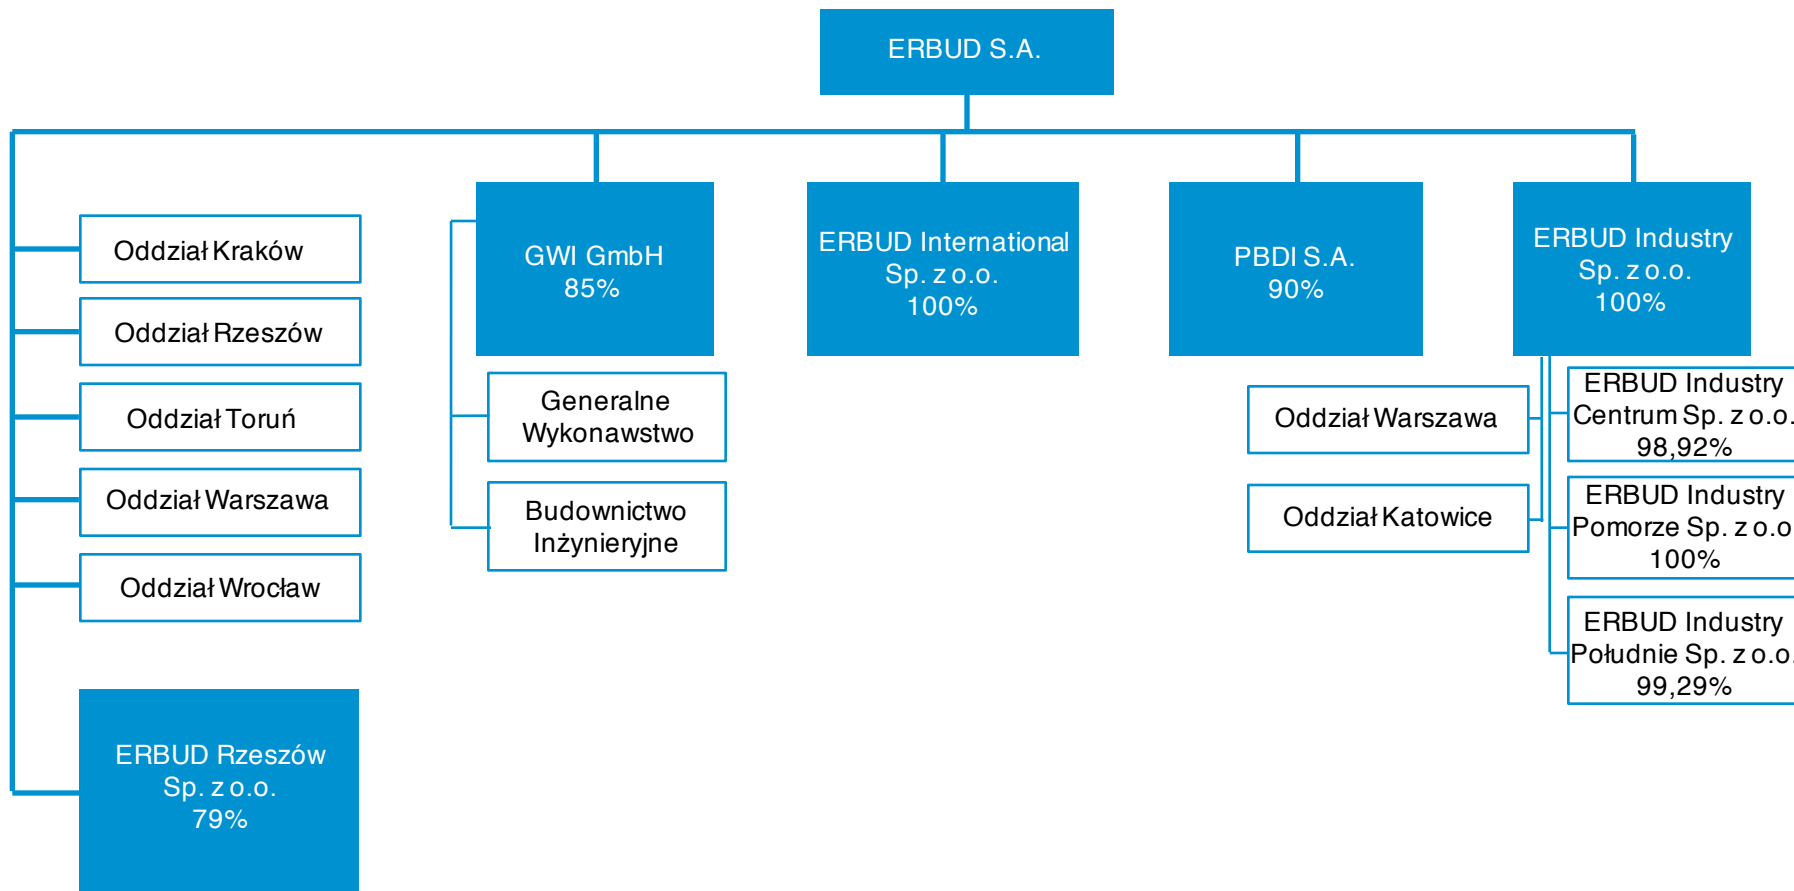 ERBUD S.A.
Oddział Kraków
Oddział Rzeszów
Oddział Toruń
Oddział Warszawa
Oddział Wrocław
ERBUD Rzeszów
Sp. z o.o.
79%
GWI GmbH
85%
Generalne
Wykonawstwo
Budownictwo
Inżynieryjne
ERBUD International
Sp. z o.o.
100%
PBDI S.A.
90%
ERBUD Industry
Sp. z o.o.
100%
Oddział Warszawa
Oddział Katowice
ERBUD Industry
Centrum Sp. z o.o.
98,92%
ERBUD Industry
Pomorze Sp. z o.o
100%
ERBUD Industry
Południe Sp. z o.o.
99,29%